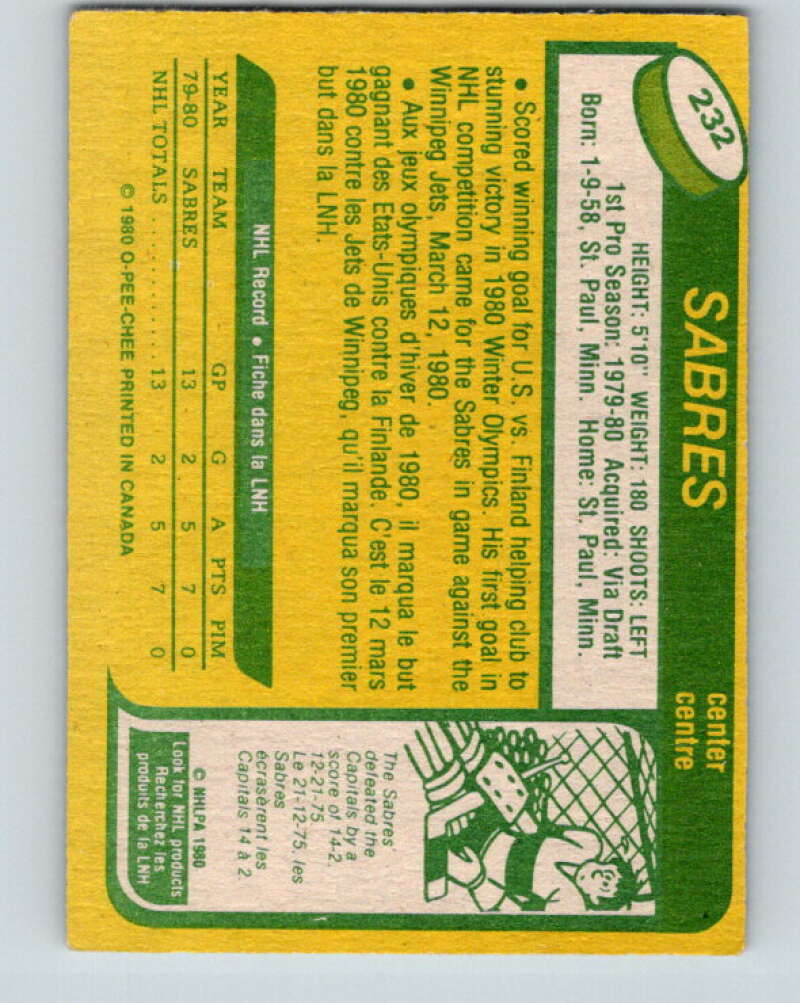 232
SABRES
center
centre
HEIGHT: 5'10" WEIGHT: 180 SHOOTS: LEFT
1st Pro Season: 1979-80 Acquired: Via Draft
Born: 1-9-58, St. Paul, Minn. Home: St. Paul, Minn.
• Scored winning goal for U.S. vs. Finland helping club to
stunning victory in 1980 Winter Olympics. His first goal in
NHL competition came for the Sabres in game against the
Winnipeg Jets, March 12, 1980.
• Aux jeux olympiques d'hiver de 1980, il marqua le but
gagnant des Etats-Unis contre la Finlande. C'est le 12 mars
1980 contre les Jets de Winnipeg, qu'il marqua son premier
but dans la LNH.
NHL Record • Fiche dans la LNH
YEAR TEAM GP G A PTS PIM
79-80 SABRES 13 2 5 7 0
NHL TOTALS .......... 13 2 5 7 0
© 1980 O-PEE-CHEE PRINTED IN CANADA
The Sabres
defeated the
Capitals by a
score of 14-2.
12-21-75.
Le 21-12-75, les
Sabres
écrasèrent les
Capitals 14 à 2.
© NHLPA 1980
Look for NHL products
Recherchez les
produits de la LNH